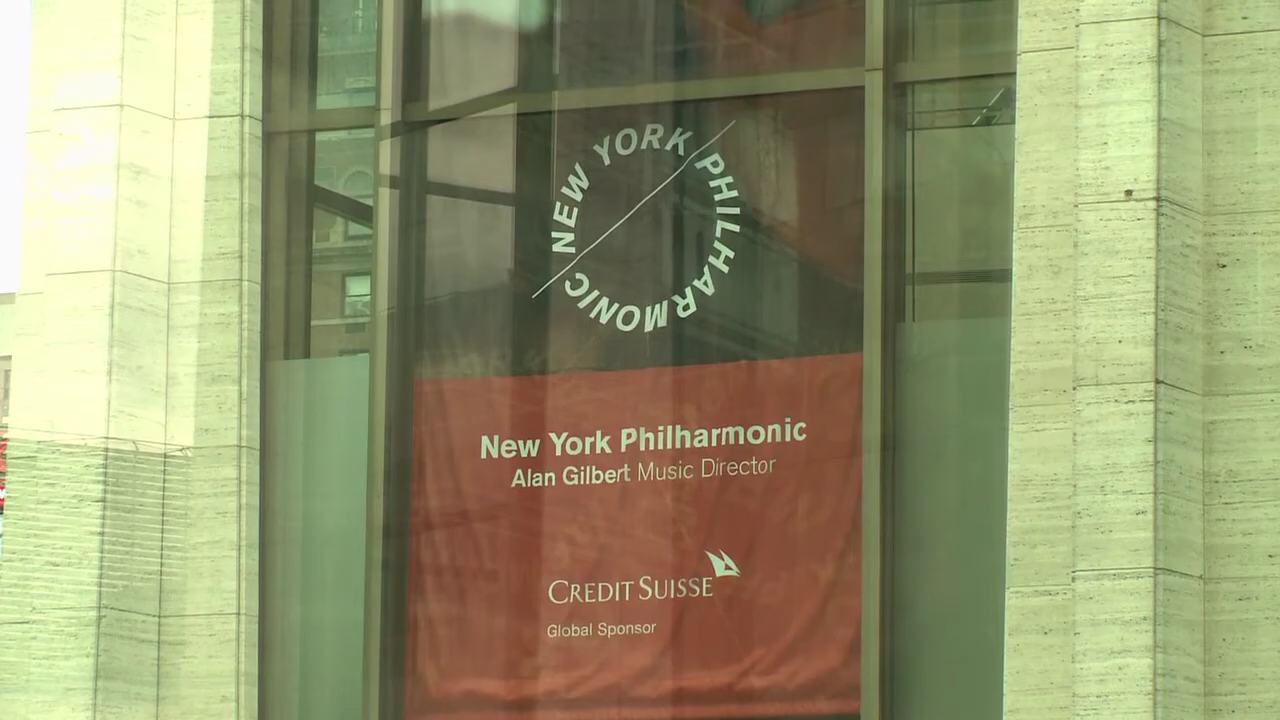 NEW YORK PHILHARMONIC
New York Philharmonic
Alan Gilbert Music Director
CREDIT SUISSE
Global Sponsor